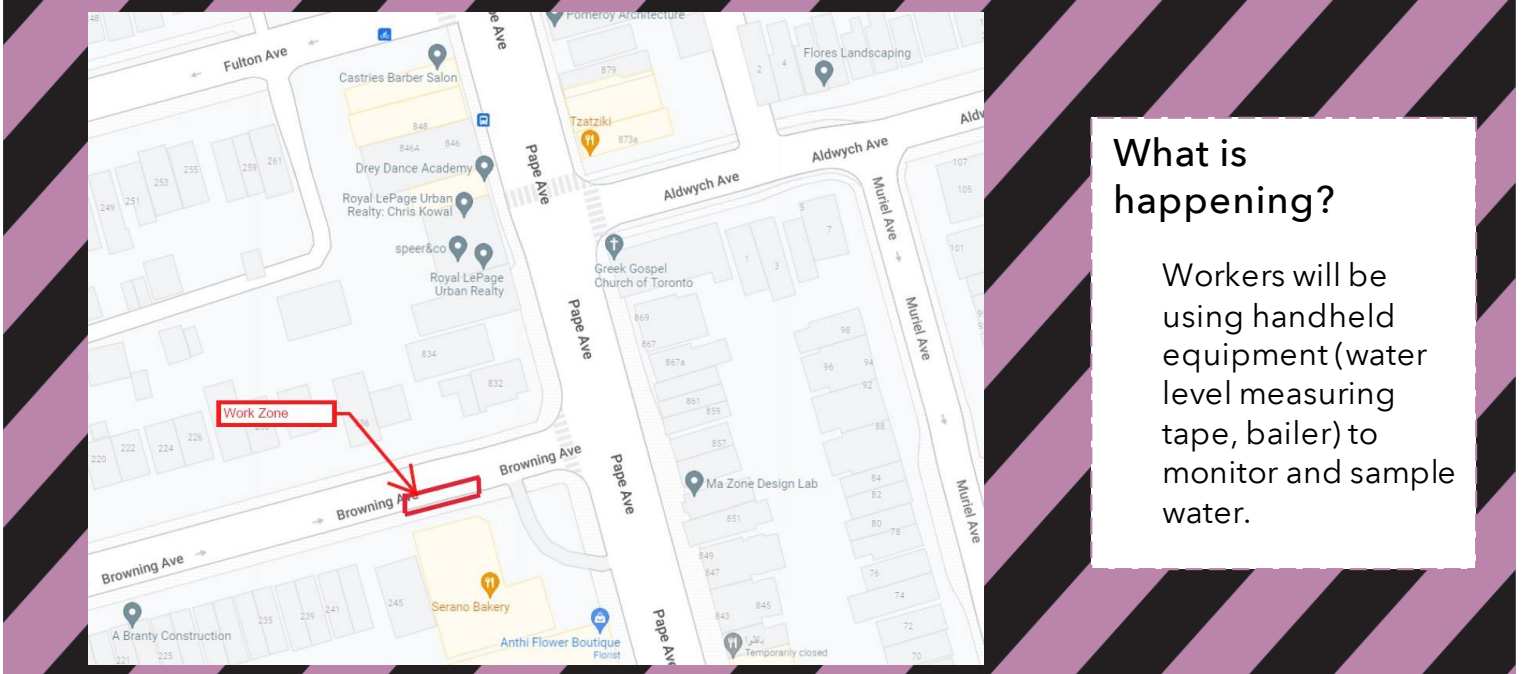 48
Pomeroy Architecture
Pape Ave
Fulton Ave
Castries Barber Salon
Flores Landscaping
879
2
4
Tzatziki
873a
848
846A
846
Aldwych Ave
Aldwych Ave
Drey Dance Academy
Pape Ave
Royal LePage Urban
Realty: Chris Kowal
speer&co
Royal LePage
Urban Realty
249
251
253
255
259
261
107
105
101
Muriel Ave
5
7
1
3
Greek Gospel
Church of Toronto
Pape Ave
869
867
867a
861
859
857
834
832
98
96
94
92
88
Muriel Ave
Work Zone
220
222
224
226
Browning Ave
Browning Ave
Browning Ave
Pape Ave
Ma Zone Design Lab
851
849
847
845
843
84
82
80
78
76
74
72
70
Muriel Ave
Serano Bakery
A Branty Construction
221
225
235
239
241
245
Anthi Flower Boutique
Florist
Pape Ave
Temporarily closed
What is
happening?
Workers will be
using handheld
equipment (water
level measuring
tape, bailer) to
monitor and sample
water.